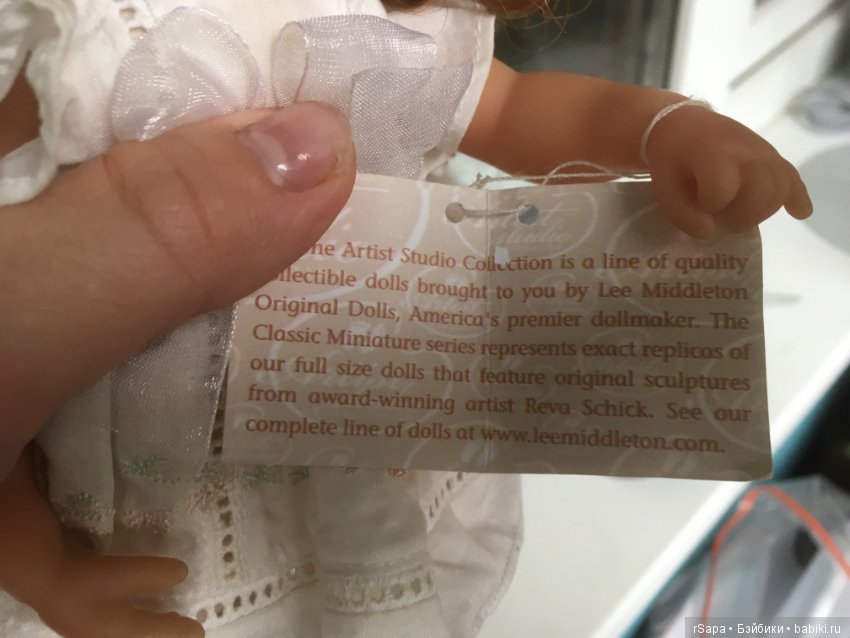 he Artist Studio Collection is a line of quality
ollectible dolls brought to you by Lee Middleton
Original Dolls, America's premier dollmaker. The
Classic Miniature series represents exact replicas of
our full size dolls that feature original sculptures
from award-winning artist Reva Schick. See our
complete line of dolls at www.leemiddleton.com.
rSapa • Бэйбики • babiki.ru